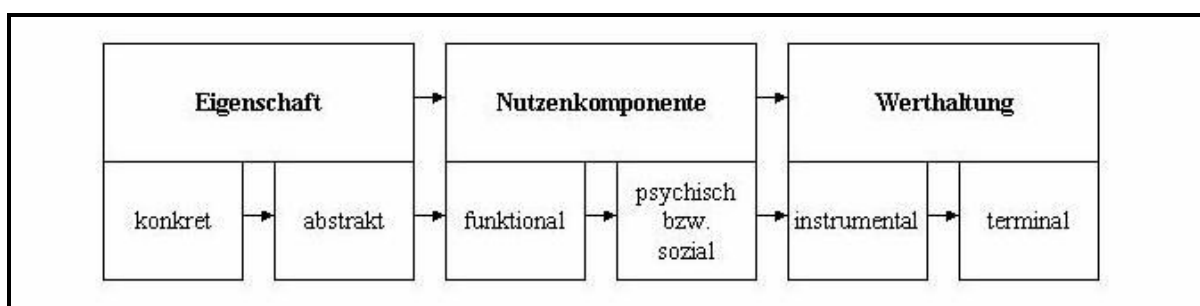 Eigenschaft
Nutzenkomponente
Werthaltung
konkret
abstrakt
funktional
psychisch
bzw.
sozial
instrumental
terminal